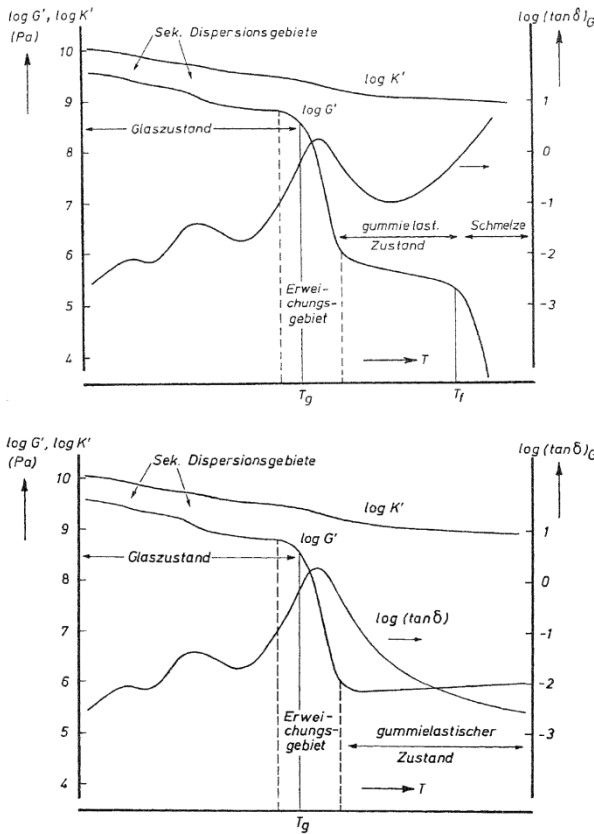 log G', log K'
(Pa)
log (tan δ)G
Sek. Dispersionsgebiete
10
9
8
7
6
5
4
log K'
log G'
Glaszustand
1
0
-1
-2
-3
gummielast.
Zustand
Schmelze
Erwei-
chungs-
gebiet
T
Tg
Tf
log G', log K'
(Pa)
log (tan δ)G
Sek. Dispersionsgebiete
10
9
8
7
6
5
4
log K'
log G'
Glaszustand
log (tan δ)
1
0
-1
-2
-3
Erwei-
chungs-
gebiet
gummielastischer
Zustand
T
Tg